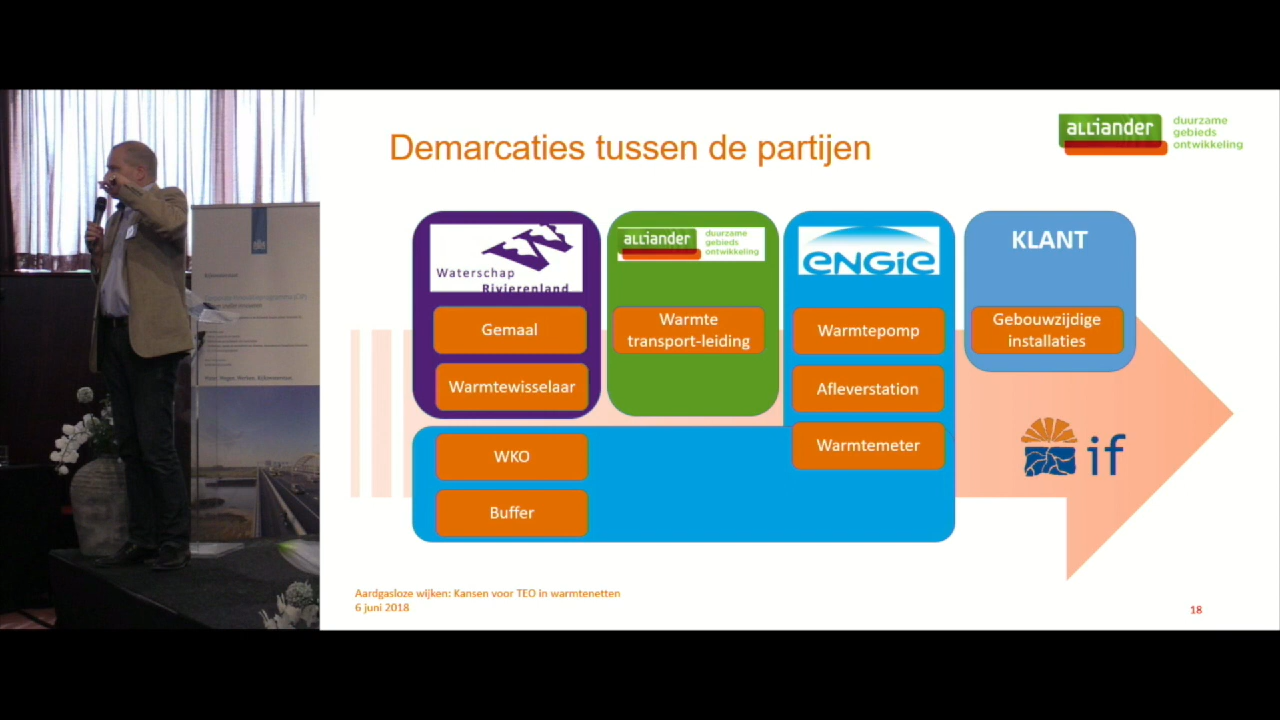 Demarcaties tussen de partijen
alliander
duurzame
gebieds
ontwikkeling
Waterschap
Rivierenland
Gemaal
Warmtewisselaar
WKO
Buffer
alliander
duurzame
gebieds
ontwikkeling
Warmte
transport-leiding
ENGIE
Warmtepomp
Afleverstation
Warmtemeter
KLANT
Gebouwzijdige
installaties
if
Aardgasloze wijken: Kansen voor TEO in warmtenetten
6 juni 2018
18